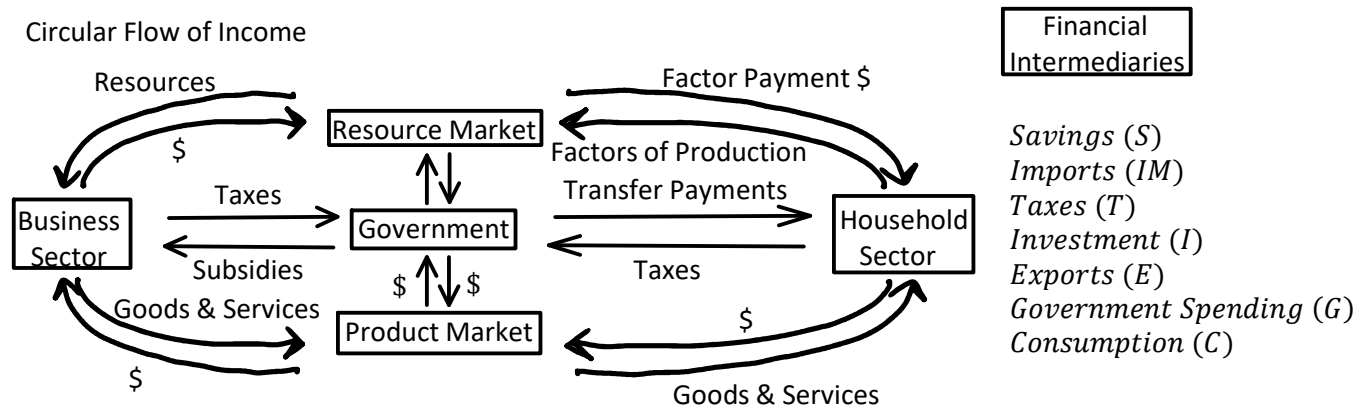 Circular Flow of Income
Financial
Intermediaries
Resources
Factor Payment $
Resource Market
$
Factors of Production
Savings (S)
Imports (IM)
Taxes (T)
Investment (I)
Exports (E)
Government Spending (G)
Consumption (C)
Taxes
Transfer Payments
Business
Sector
Government
Household
Sector
Subsidies
Taxes
$ $
Goods & Services
Product Market
$
$
Goods & Services